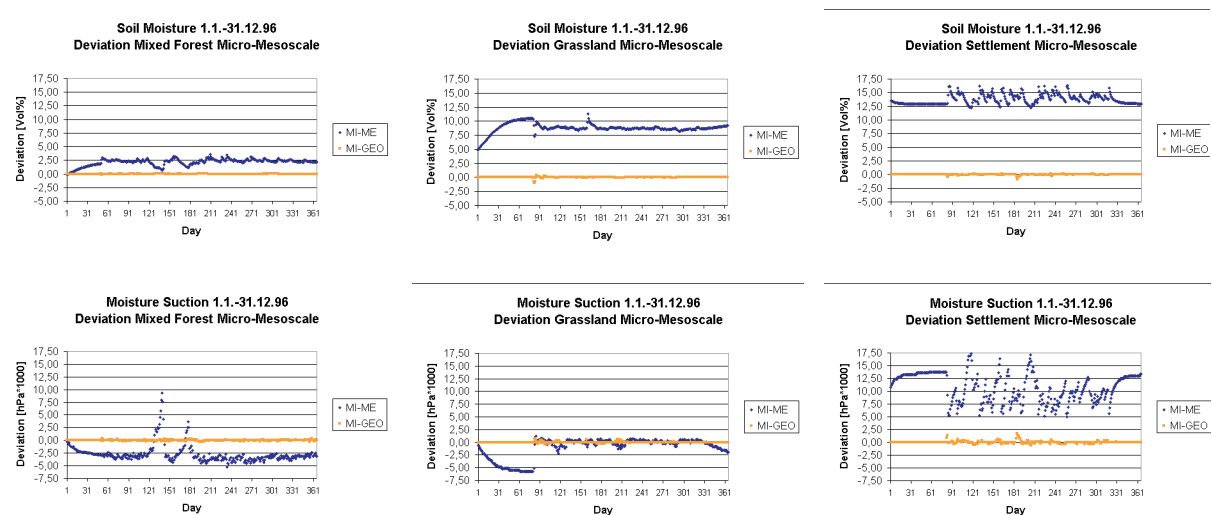 Soil Moisture 1.1.-31.12.96
Deviation Mixed Forest Micro-Mesoscale
Deviation [Vol%]
17,50
15,00
12,50
10,00
7,50
5,00
2,50
0,00
-2,50
-5,00
1 31 61 91 121 151 181 211 241 271 301 331 361
Day
MI-ME
MI-GEO
Soil Moisture 1.1.-31.12.96
Deviation Grassland Micro-Mesoscale
Deviation [Vol%]
17,50
15,00
12,50
10,00
7,50
5,00
2,50
0,00
-2,50
-5,00
1 31 61 91 121 151 181 211 241 271 301 331 361
Day
MI-ME
MI-GEO
Soil Moisture 1.1.-31.12.96
Deviation Settlement Micro-Mesoscale
Deviation [Vol%]
17,50
15,00
12,50
10,00
7,50
5,00
2,50
0,00
-2,50
-5,00
1 31 61 91 121 151 181 211 241 271 301 331 361
Day
MI-ME
MI-GEO
Moisture Suction 1.1.-31.12.96
Deviation Mixed Forest Micro-Mesoscale
Deviation [hPa*1000]
17,50
15,00
12,50
10,00
7,50
5,00
2,50
0,00
-2,50
-5,00
-7,50
1 31 61 91 121 151 181 211 241 271 301 331 361
Day
MI-ME
MI-GEO
Moisture Suction 1.1.-31.12.96
Deviation Grassland Micro-Mesoscale
Deviation [hPa*1000]
17,50
15,00
12,50
10,00
7,50
5,00
2,50
0,00
-2,50
-5,00
-7,50
1 31 61 91 121 151 181 211 241 271 301 331 361
Day
MI-ME
MI-GEO
Moisture Suction 1.1.-31.12.96
Deviation Settlement Micro-Mesoscale
Deviation [hPa*1000]
17,50
15,00
12,50
10,00
7,50
5,00
2,50
0,00
-2,50
-5,00
-7,50
1 31 61 91 121 151 181 211 241 271 301 331 361
Day
MI-ME
MI-GEO